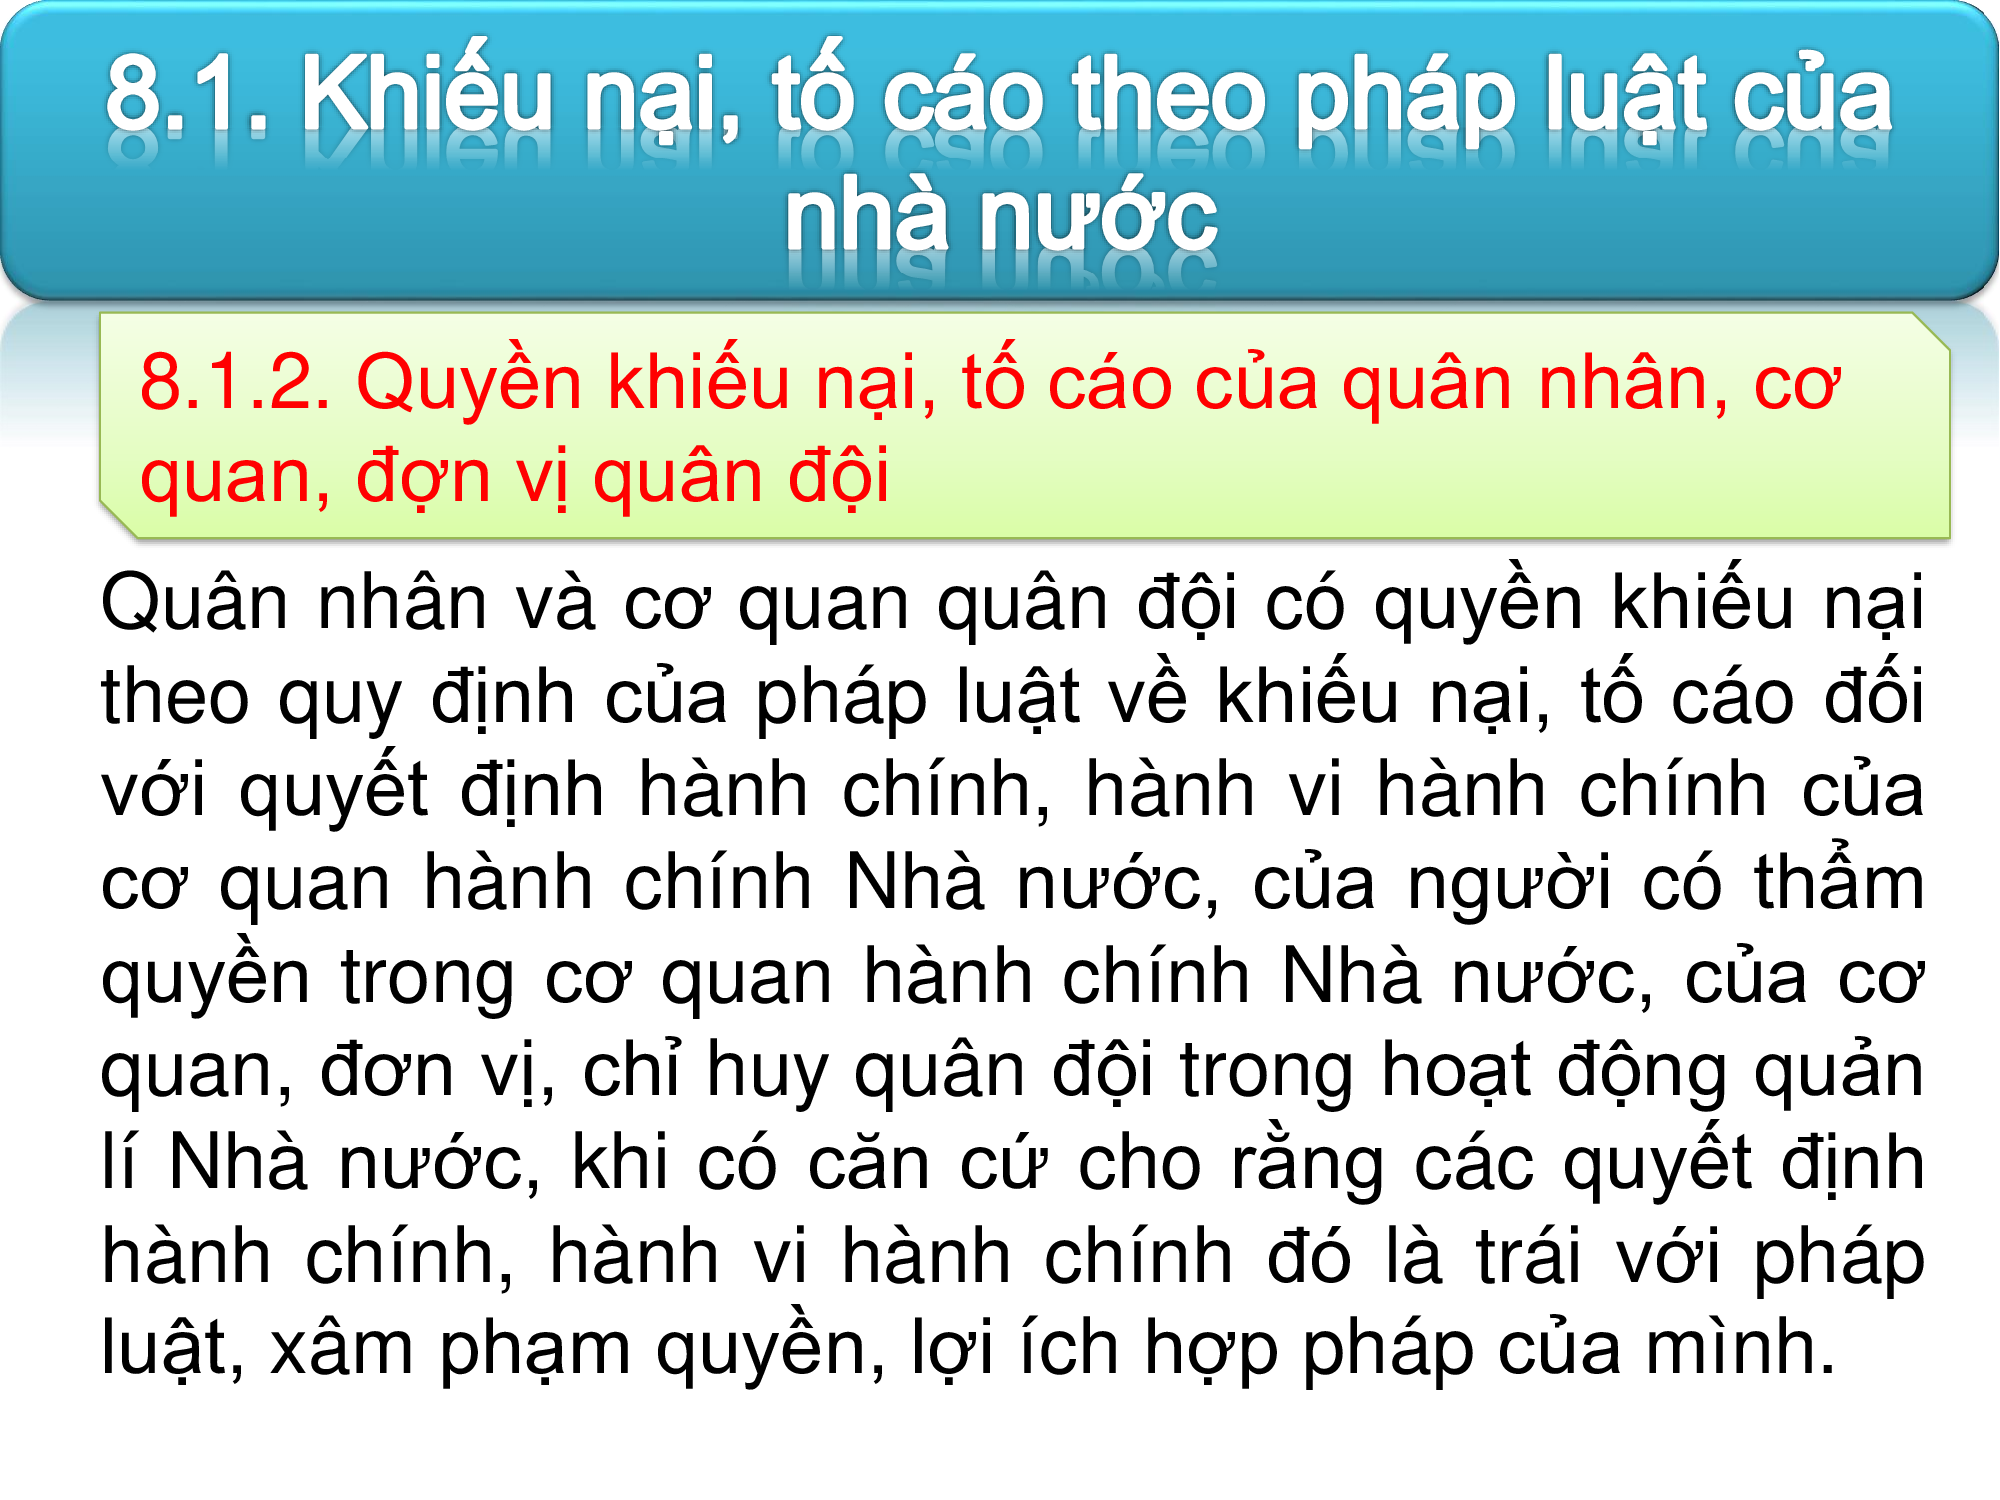 8.1. Khiếu nại, tố cáo theo pháp luật của
nhà nước
8.1.2. Quyền khiếu nại, tố cáo của quân nhân, cơ
quan, đợn vị quân đội
Quân nhân và cơ quan quân đội có quyền khiếu nại
theo quy định của pháp luật về khiếu nại, tố cáo đối
với quyết định hành chính, hành vi hành chính của
cơ quan hành chính Nhà nước, của người có thẩm
quyền trong cơ quan hành chính Nhà nước, của cơ
quan, đơn vị, chỉ huy quân đội trong hoạt động quản
lí Nhà nước, khi có căn cứ cho rằng các quyết định
hành chính, hành vi hành chính đó là trái với pháp
luật, xâm phạm quyền, lợi ích hợp pháp của mình.